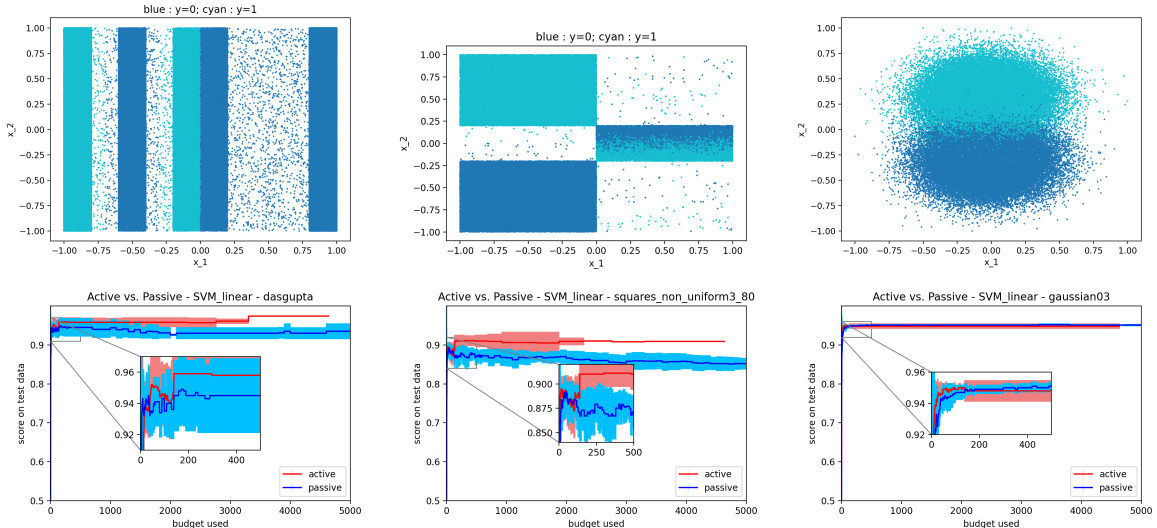 blue : y=0; cyan : y=1
1.00
0.75
0.50
0.25
0.00
−0.25
−0.50
−0.75
−1.00
x_2
−1.00 −0.75 −0.50 −0.25 0.00 0.25 0.50 0.75 1.00
x_1
blue : y=0; cyan : y=1
1.00
0.75
0.50
0.25
0.00
−0.25
−0.50
−0.75
−1.00
x_2
−1.00 −0.75 −0.50 −0.25 0.00 0.25 0.50 0.75 1.00
x_1
1.00
0.75
0.50
0.25
0.00
−0.25
−0.50
−0.75
−1.00
x_2
−1.00 −0.75 −0.50 −0.25 0.00 0.25 0.50 0.75 1.00
x_1
Active vs. Passive - SVM_linear - dasgupta
0.9
0.8
0.7
0.6
0.5
score on test data
0.96
0.94
0.92
0 200 400
active
passive
0 1000 2000 3000 4000 5000
budget used
Active vs. Passive - SVM_linear - squares_non_uniform3_80
0.9
0.8
0.7
0.6
0.5
score on test data
0.900
0.875
0.850
0 250 500
active
passive
0 1000 2000 3000 4000 5000
budget used
Active vs. Passive - SVM_linear - gaussian03
0.9
0.8
0.7
0.6
0.5
score on test data
0.96
0.94
0.92
0 200 400
active
passive
0 1000 2000 3000 4000 5000
budget used